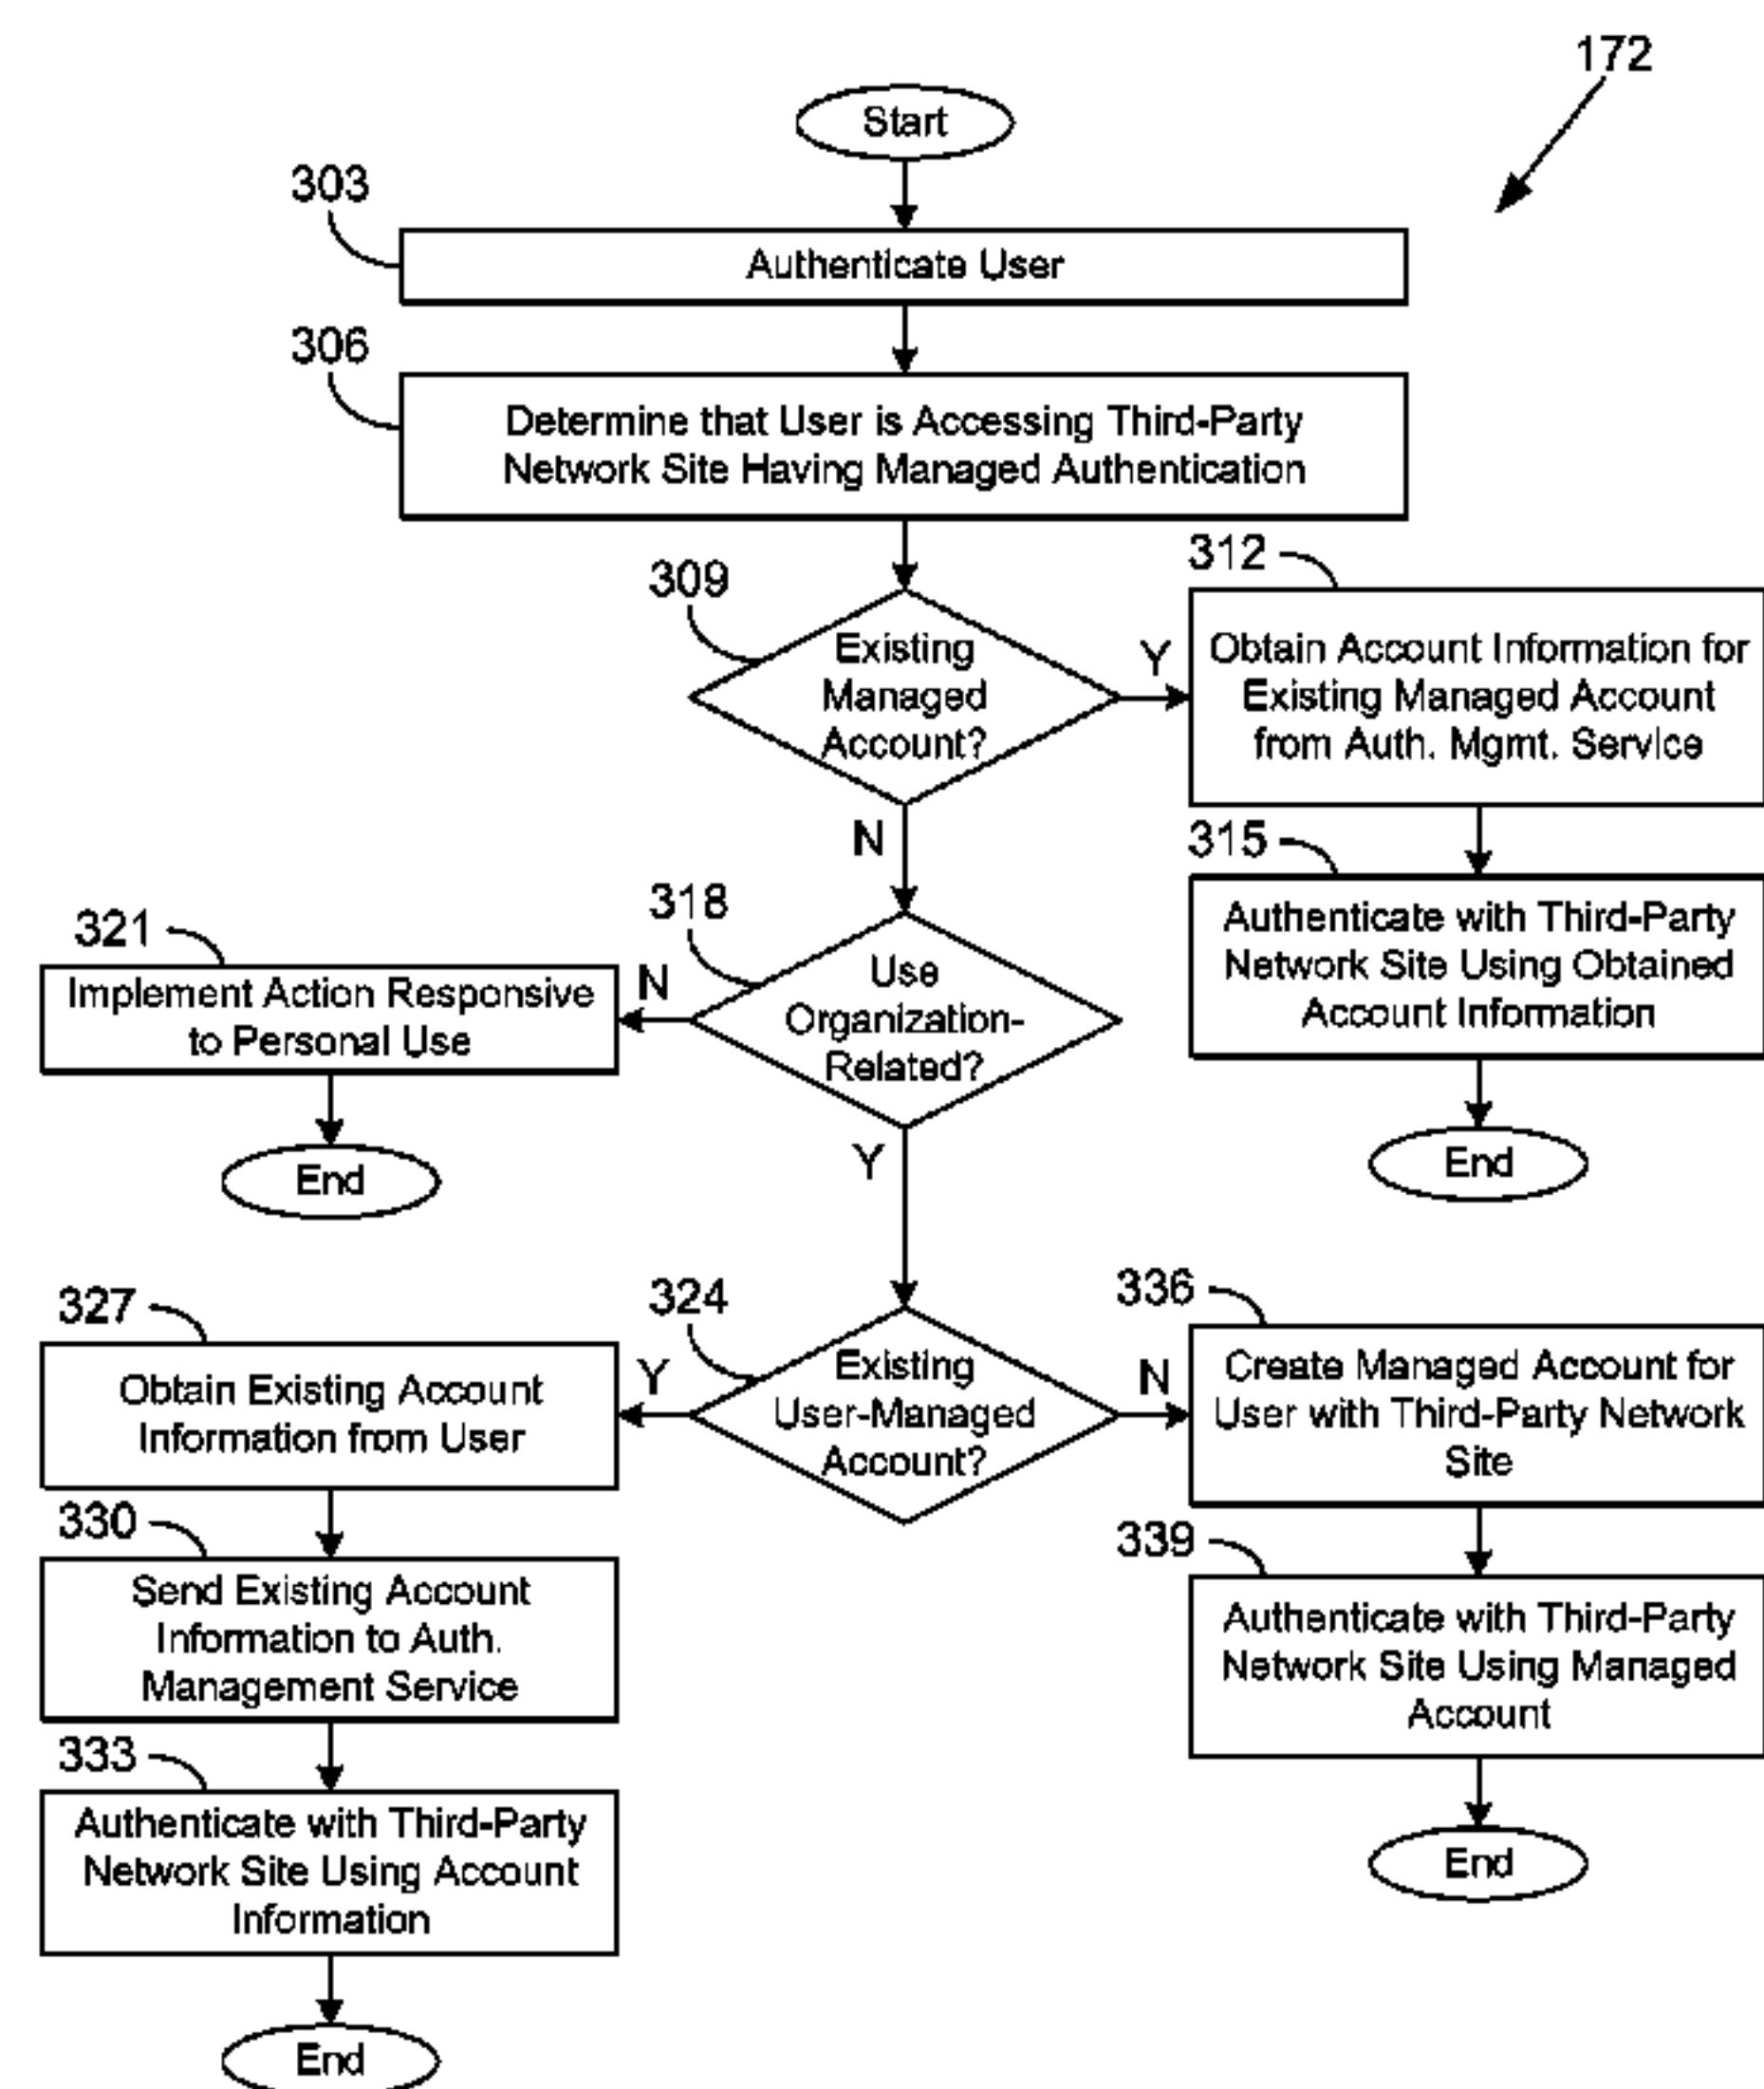 172
Start
303
Authenticate User
306
Determine that User is Accessing Third-Party
Network Site Having Managed Authentication
309
Existing
Managed
Account?
Y
N
312
Obtain Account Information for
Existing Managed Account
from Auth. Mgmt. Service
315
Authenticate with Third-Party
Network Site Using Obtained
Account Information
End
318
Use
Organization-
Related?
N
Y
321
Implement Action Responsive
to Personal Use
End
324
Existing
User-Managed
Account?
Y
N
327
Obtain Existing Account
Information from User
330
Send Existing Account
Information to Auth.
Management Service
333
Authenticate with Third-Party
Network Site Using Account
Information
End
336
Create Managed Account for
User with Third-Party Network
Site
339
Authenticate with Third-Party
Network Site Using Managed
Account
End